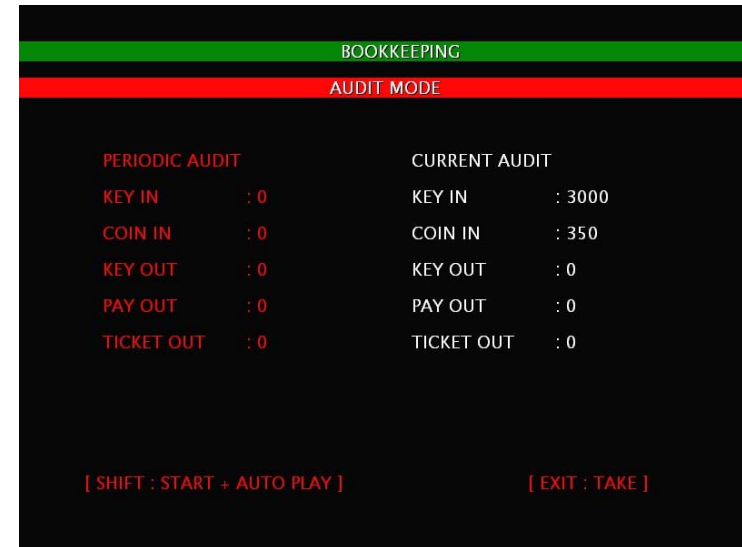 BOOKKEEPING
AUDIT MODE
PERIODIC AUDIT CURRENT AUDIT
KEY IN : 0 KEY IN : 3000
COIN IN : 0 COIN IN : 350
KEY OUT : 0 KEY OUT : 0
PAY OUT : 0 PAY OUT : 0
TICKET OUT : 0 TICKET OUT : 0
[ SHIFT : START + AUTO PLAY ] [ EXIT : TAKE ]